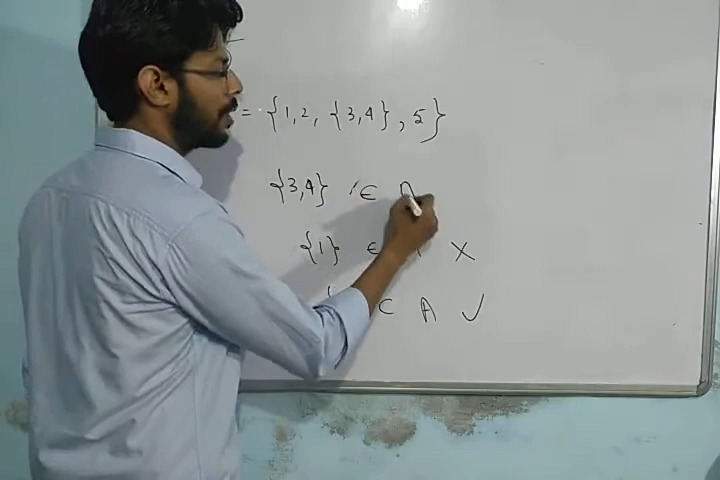 = {1,2, {3,4}, 5}
{3,4} ∈ A
{1} ∈ X
⊂ A ✓